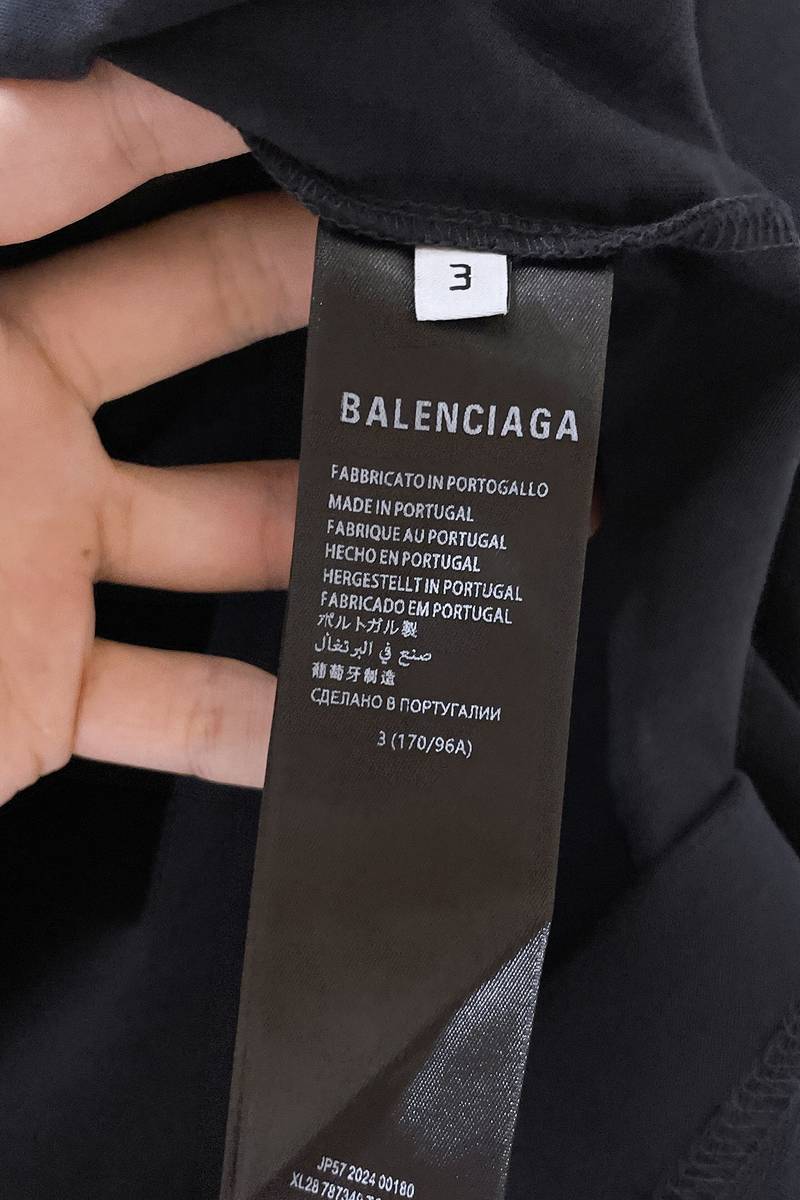 3
BALENCIAGA
FABBRICATO IN PORTOGALLO
MADE IN PORTUGAL
FABRIQUE AU PORTUGAL
HECHO EN PORTUGAL
HERGESTELLT IN PORTUGAL
FABRICADO EM PORTUGAL
ポルトガル製
صنع في البرتغال
葡萄牙制造
СДЕЛАНО В ПОРТУГАЛИИ
3 (170/96A)
JP57 2024 00180
XL28